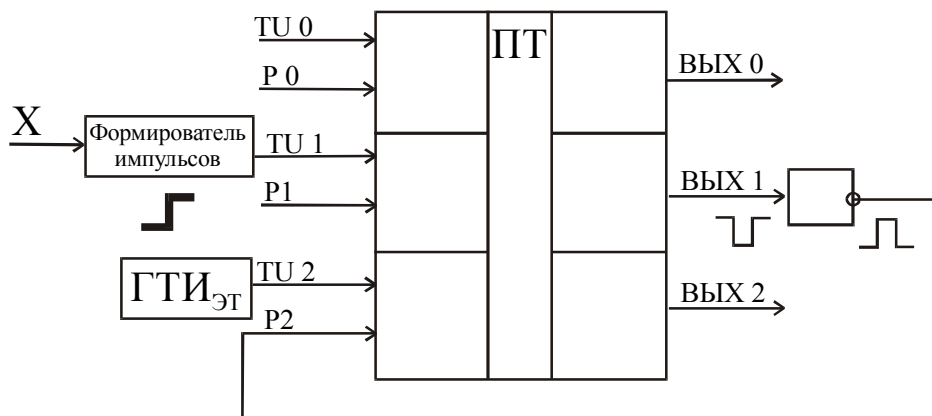 TU 0
ПТ
P 0
ВЫХ 0
X
Формирователь
импульсов
TU 1
P1
ВЫХ 1
ГТИЭТ
TU 2
P2
ВЫХ 2